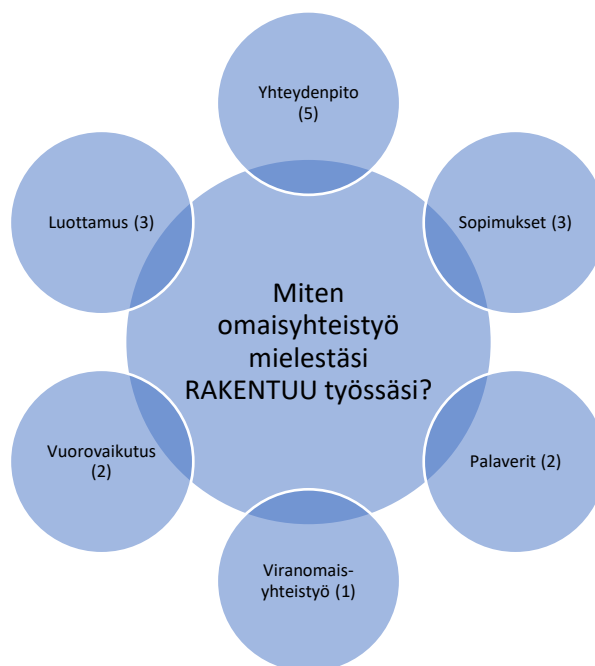 Yhteydenpito
(5)
Luottamus (3)
Sopimukset (3)
Miten
omaisyhteistyö
mielestäsi
RAKENTUU työssäsi?
Vuorovaikutus
(2)
Palaverit (2)
Viranomais-
yhteistyö (1)